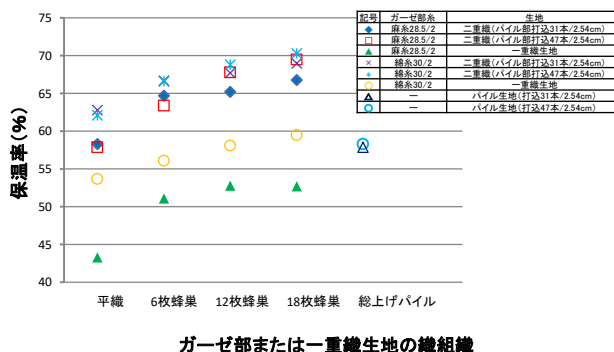 記号 ガーゼ部糸 生地
麻糸28.5/2 二重織(パイル部打込31本/2.54cm)
麻糸28.5/2 二重織(パイル部打込47本/2.54cm)
麻糸28.5/2 一重織生地
綿糸30/2 二重織(パイル部打込31本/2.54cm)
綿糸30/2 二重織(パイル部打込47本/2.54cm)
綿糸30/2 一重織生地
― パイル生地(打込31本/2.54cm)
― パイル生地(打込47本/2.54cm)
保温率(%)
75
70
65
60
55
50
45
40
平織 6枚蜂巣 12枚蜂巣 18枚蜂巣 総上げパイル
ガーゼ部または一重織生地の織組織